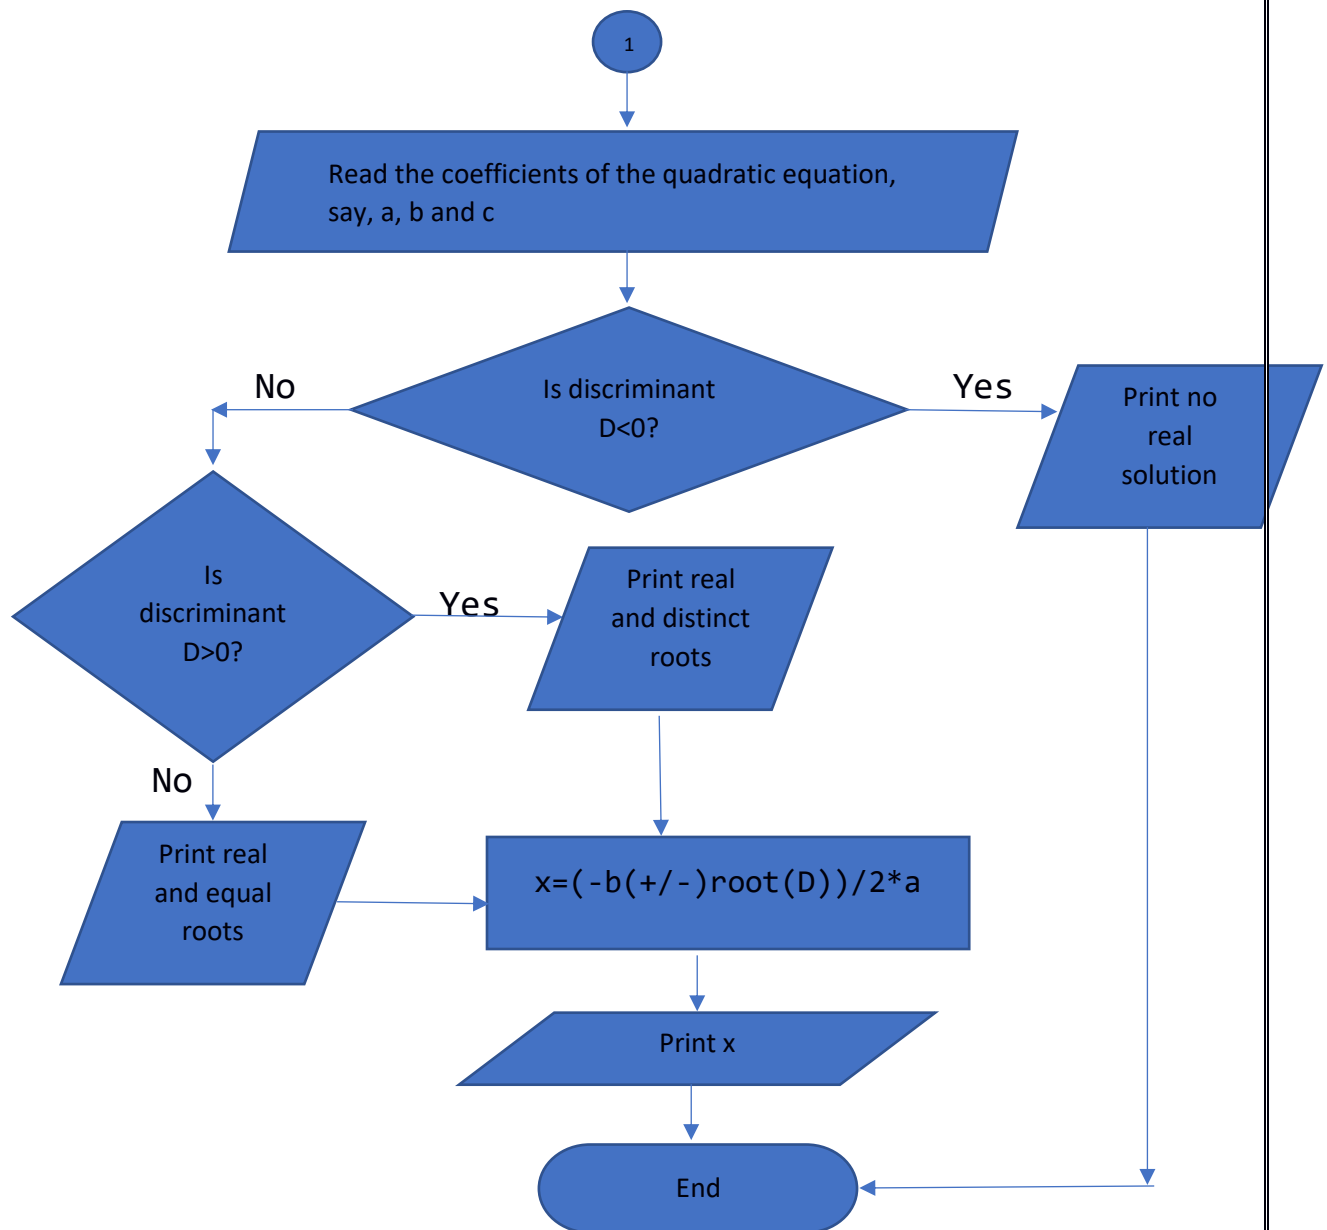 1
Read the coefficients of the quadratic equation,
say, a, b and c
Is discriminant
D<0?
No
Yes
Print no
real
solution
Is
discriminant
D>0?
Yes
Print real
and distinct
roots
No
Print real
and equal
roots
x=(-b(+/-)root(D))/2*a
Print x
End